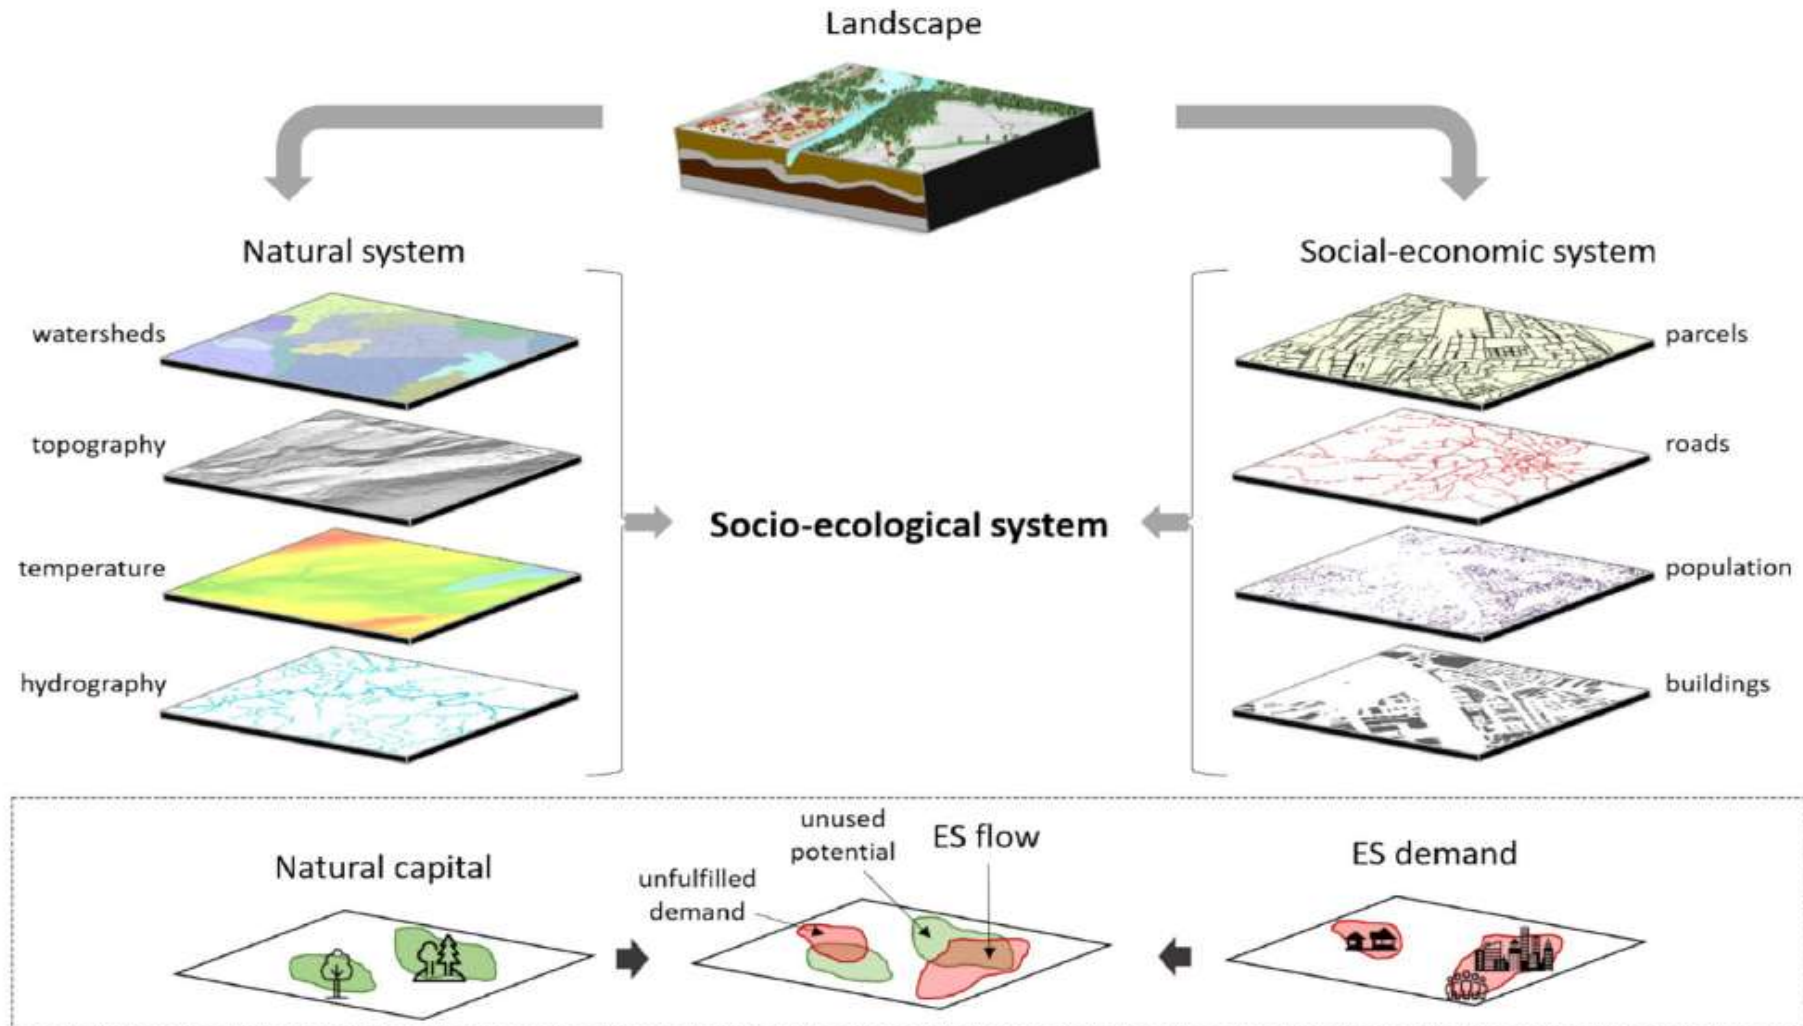 Landscape
Natural system
Social-economic system
watersheds
topography
temperature
hydrography
Socio-ecological system
parcels
roads
population
buildings
Natural capital
unfulfilled
demand
unused
potential
ES flow
ES demand